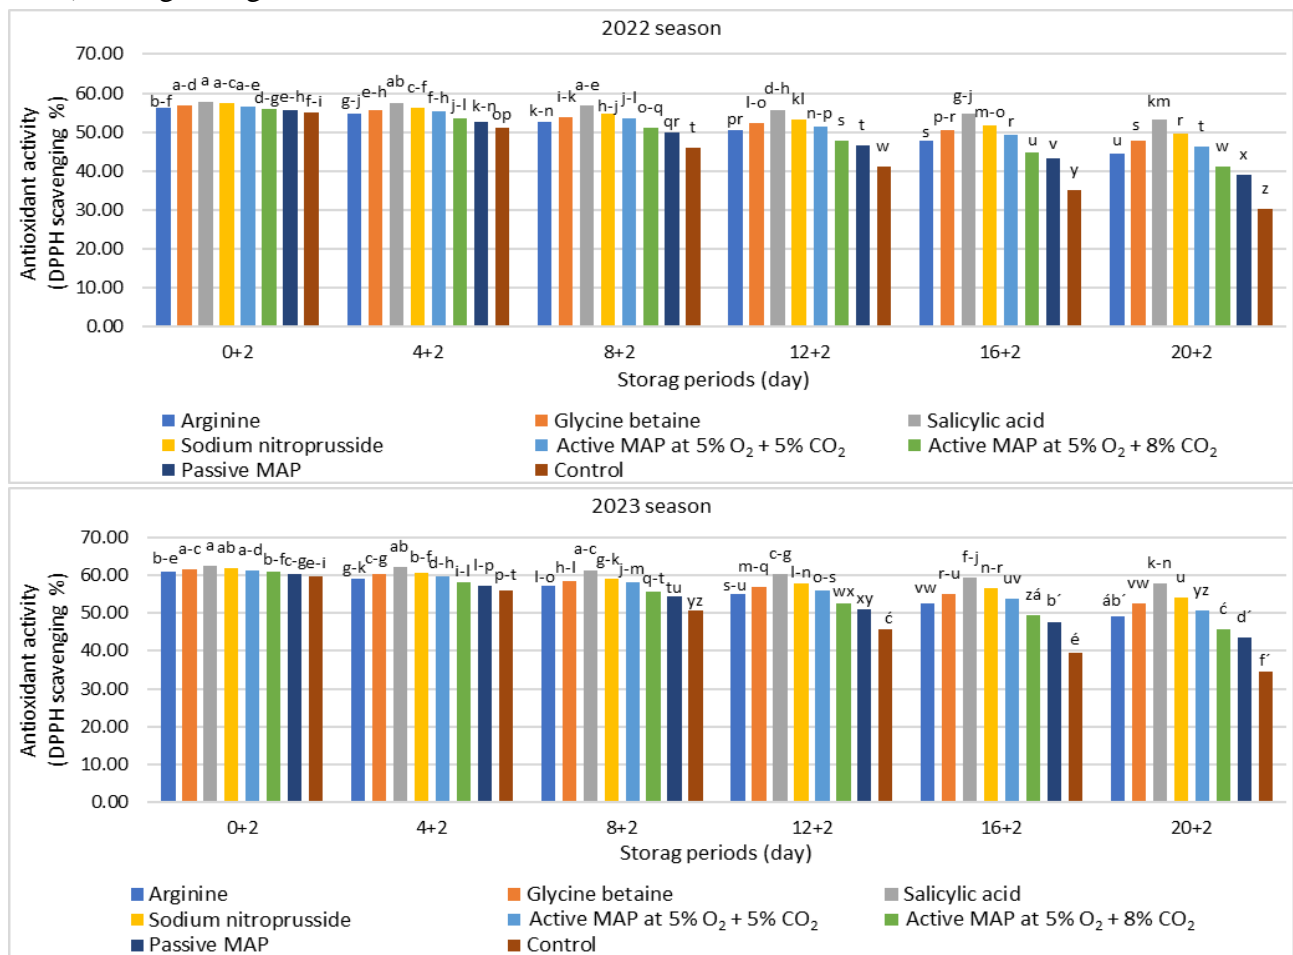 2022 season
70.00
60.00
50.00
40.00
30.00
20.00
10.00
0.00
Antioxidant activity
(DPPH scavenging %)
b-f a-d a a-c a-e d-g e-h f-i
g-j e-h ab c-f f-h j-l k-n op
k-n i-k a-e h-j j-l o-q qr t
pr l-o d-h kl n-p s t w
s p-r g-j m-o r u v y
u s km r t w x z
0+2 4+2 8+2 12+2 16+2 20+2
Storag periods (day)
Arginine Glycine betaine Salicylic acid
Sodium nitroprusside Active MAP at 5% O₂ + 5% CO₂ Active MAP at 5% O₂ + 8% CO₂
Passive MAP Control
2023 season
70.00
60.00
50.00
40.00
30.00
20.00
10.00
0.00
Antioxidant activity
(DPPH scavenging %)
b-e a-c a ab a-d b-f c-g e-i
g-k c-g ab b-f d-h i-l l-p p-t
l-o h-l a-c g-k j-m q-t tu yz
s-u m-q c-g l-n o-s wx xy ć
vw r-u f-j n-r uv zá b´ é
áb´ vw k-n u yz ć d´ f´
0+2 4+2 8+2 12+2 16+2 20+2
Storag periods (day)
Arginine Glycine betaine Salicylic acid
Sodium nitroprusside Active MAP at 5% O₂ + 5% CO₂ Active MAP at 5% O₂ + 8% CO₂
Passive MAP Control